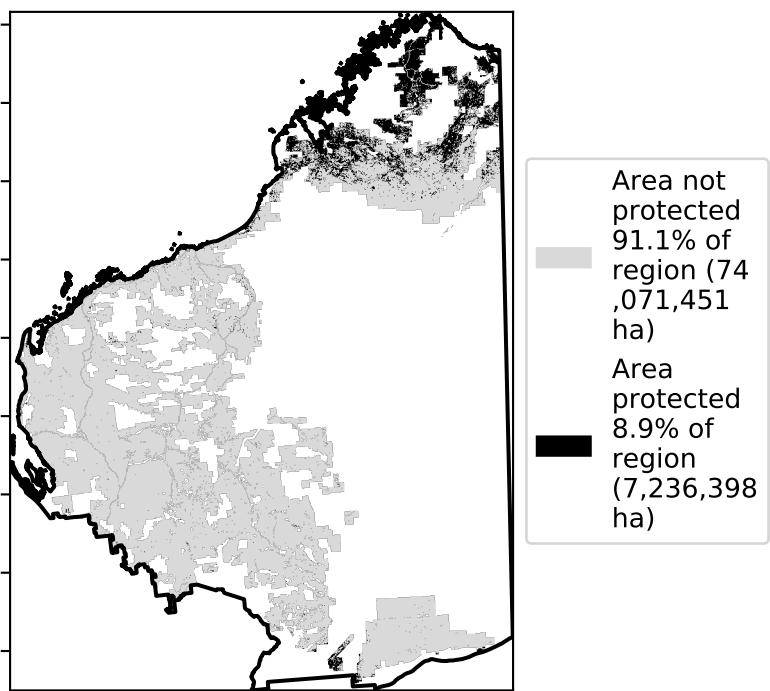 Area not
protected
91.1% of
region (74
,071,451
ha)
Area
protected
8.9% of
region
(7,236,398
ha)